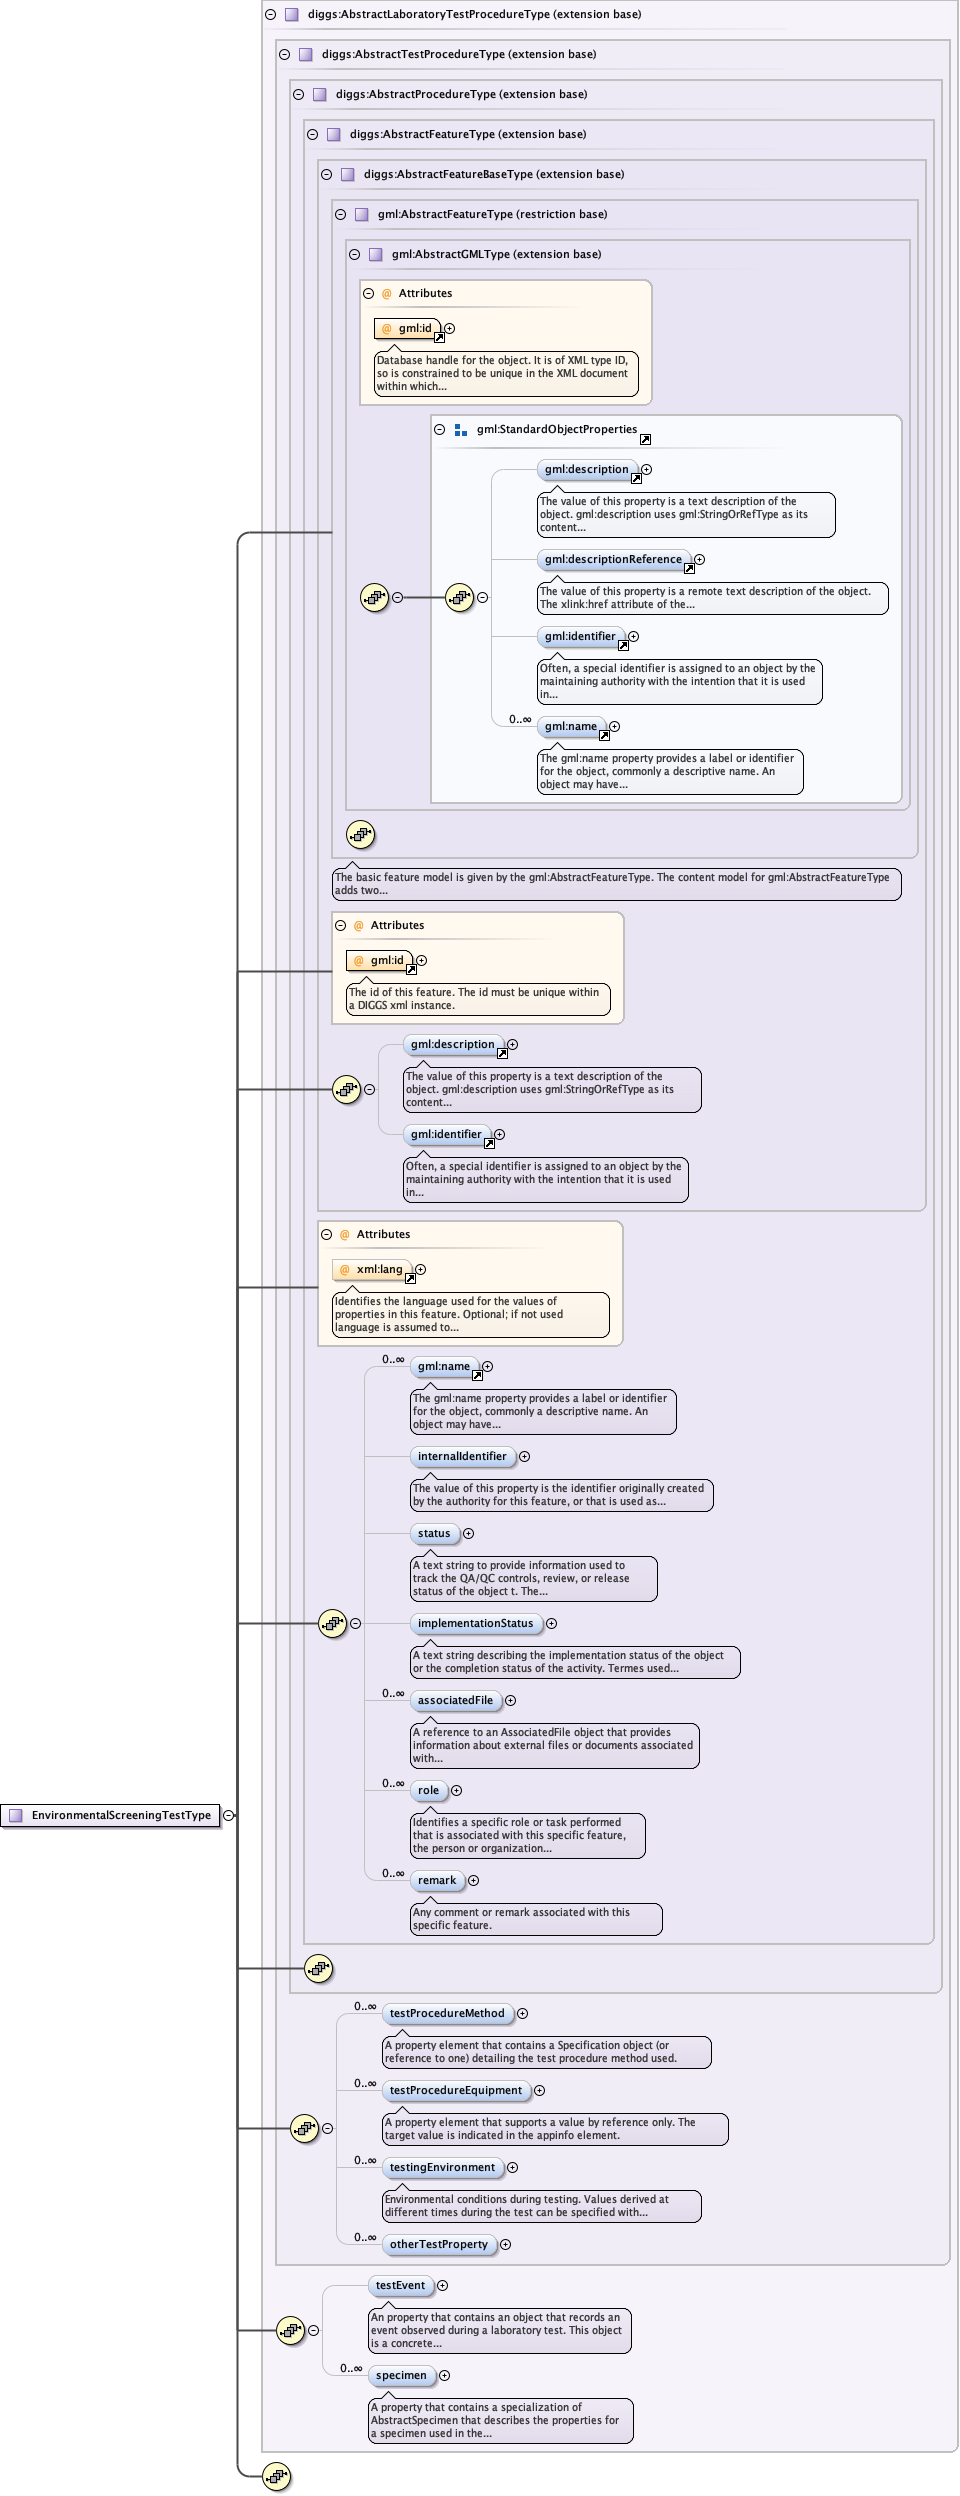 diggs:AbstractLaboratoryTestProcedureType (extension base)
diggs:AbstractTestProcedureType (extension base)
diggs:AbstractProcedureType (extension base)
diggs:AbstractFeatureType (extension base)
diggs:AbstractFeatureBaseType (extension base)
gml:AbstractFeatureType (restriction base)
gml:AbstractGMLType (extension base)
@ Attributes
@ gml:id
Database handle for the object. It is of XML type ID,
so is constrained to be unique in the XML document
within which...
gml:StandardObjectProperties
gml:description
The value of this property is a text description of the
object. gml:description uses gml:StringOrRefType as its
content...
gml:descriptionReference
The value of this property is a remote text description of the object.
The xlink:href attribute of the...
gml:identifier
Often, a special identifier is assigned to an object by the
maintaining authority with the intention that it is used
in...
0..∞
gml:name
The gml:name property provides a label or identifier
for the object, commonly a descriptive name. An
object may have...
The basic feature model is given by the gml:AbstractFeatureType. The content model for gml:AbstractFeatureType
adds two...
@ Attributes
@ gml:id
The id of this feature. The id must be unique within
a DIGGS xml instance.
gml:description
The value of this property is a text description of the
object. gml:description uses gml:StringOrRefType as its
content...
gml:identifier
Often, a special identifier is assigned to an object by the
maintaining authority with the intention that it is used
in...
@ Attributes
@ xml:lang
Identifies the language used for the values of
properties in this feature. Optional; if not used
language is assumed to...
0..∞
gml:name
The gml:name property provides a label or identifier
for the object, commonly a descriptive name. An
object may have...
internalIdentifier
The value of this property is the identifier originally created
by the authority for this feature, or that is used as...
status
A text string to provide information used to
track the QA/QC controls, review, or release
status of the object t. The...
implementationStatus
A text string describing the implementation status of the object
or the completion status of the activity. Termes used...
0..∞
associatedFile
A reference to an AssociatedFile object that provides
information about external files or documents associated
with...
0..∞
role
Identifies a specific role or task performed
that is associated with this specific feature,
the person or organization...
EnvironmentalScreeningTestType
0..∞
remark
Any comment or remark associated with this
specific feature.
0..∞
testProcedureMethod
A property element that contains a Specification object (or
reference to one) detailing the test procedure method used.
0..∞
testProcedureEquipment
A property element that supports a value by reference only. The
target value is indicated in the appinfo element.
0..∞
testingEnvironment
Environmental conditions during testing. Values derived at
different times during the test can be specified with...
0..∞
otherTestProperty
testEvent
An property that contains an object that records an
event observed during a laboratory test. This object
is a concrete...
0..∞
specimen
A property that contains a specialization of
AbstractSpecimen that describes the properties for
a specimen used in the...